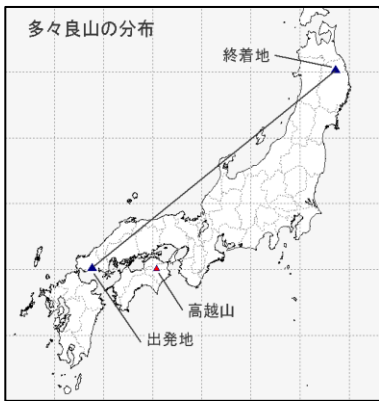 多々良山の分布
終着地
高越山
出発地